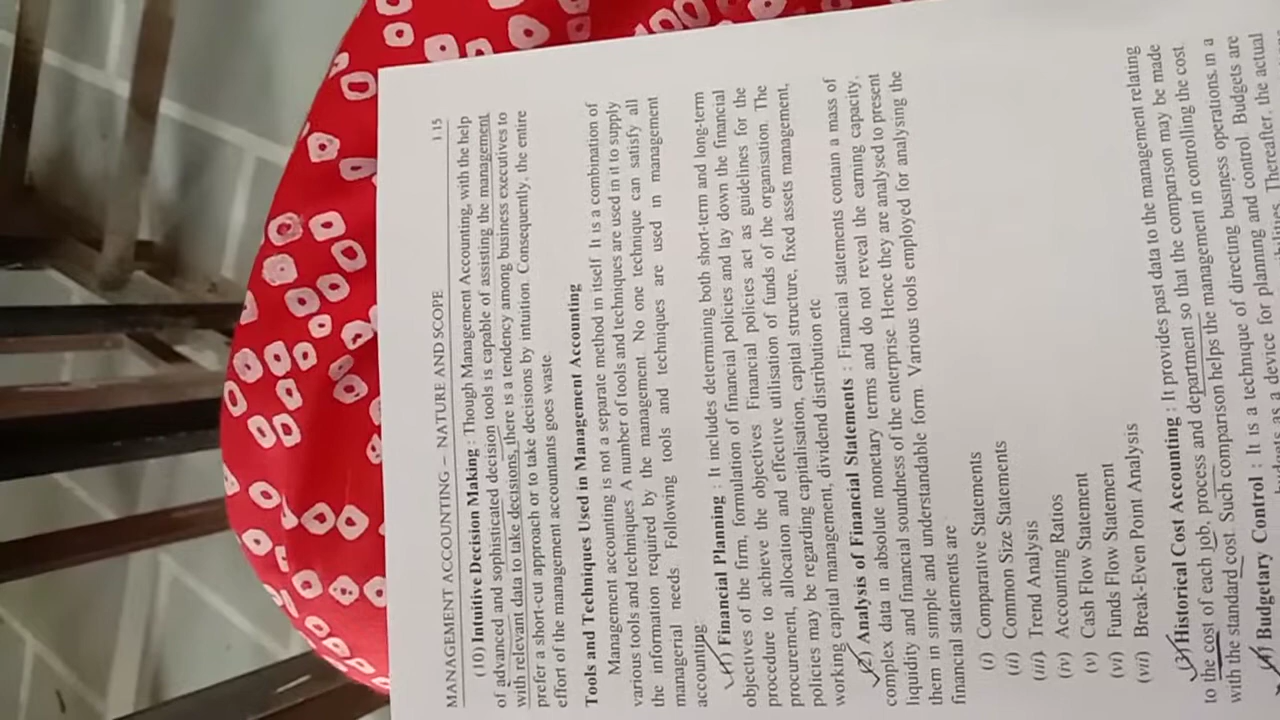 MANAGEMENT ACCOUNTING – NATURE AND SCOPE 1.15
(10) Intuitive Decision Making : Though Management Accounting, with the help
of advanced and sophisticated decision tools is capable of assisting the management
with relevant data to take decisions, there is a tendency among business executives to
prefer a short-cut approach or to take decisions by intuition. Consequently, the entire
effort of the management accountants goes waste.
Tools and Techniques Used in Management Accounting
Management accounting is not a separate method in itself. It is a combination of
various tools and techniques. A number of tools and techniques are used in it to supply
the information required by the management. No one technique can satisfy all
managerial needs. Following tools and techniques are used in management
accounting:
(1) Financial Planning : It includes determining both short-term and long-term
objectives of the firm, formulation of financial policies and lay down the financial
procedure to achieve the objectives. Financial policies act as guidelines for the
procurement, allocation and effective utilisation of funds of the organisation. The
policies may be regarding capitalisation, capital structure, fixed assets management,
working capital management, dividend distribution etc
(2) Analysis of Financial Statements : Financial statements contain a mass of
complex data in absolute monetary terms and do not reveal the earning capacity,
liquidity and financial soundness of the enterprise. Hence they are analysed to present
them in simple and understandable form. Various tools employed for analysing the
financial statements are
(i) Comparative Statements
(ii) Common Size Statements
(iii) Trend Analysis
(iv) Accounting Ratios
(v) Cash Flow Statement
(vi) Funds Flow Statement
(vii) Break-Even Point Analysis
(3) Historical Cost Accounting : It provides past data to the management relating
to the cost of each job, process and department so that the comparison may be made
with the standard cost. Such comparison helps the management in controlling the cost
(4) Budgetary Control : It is a technique of directing business operations in a
as a device for planning and control. Budgets are
Thereafter, the actual